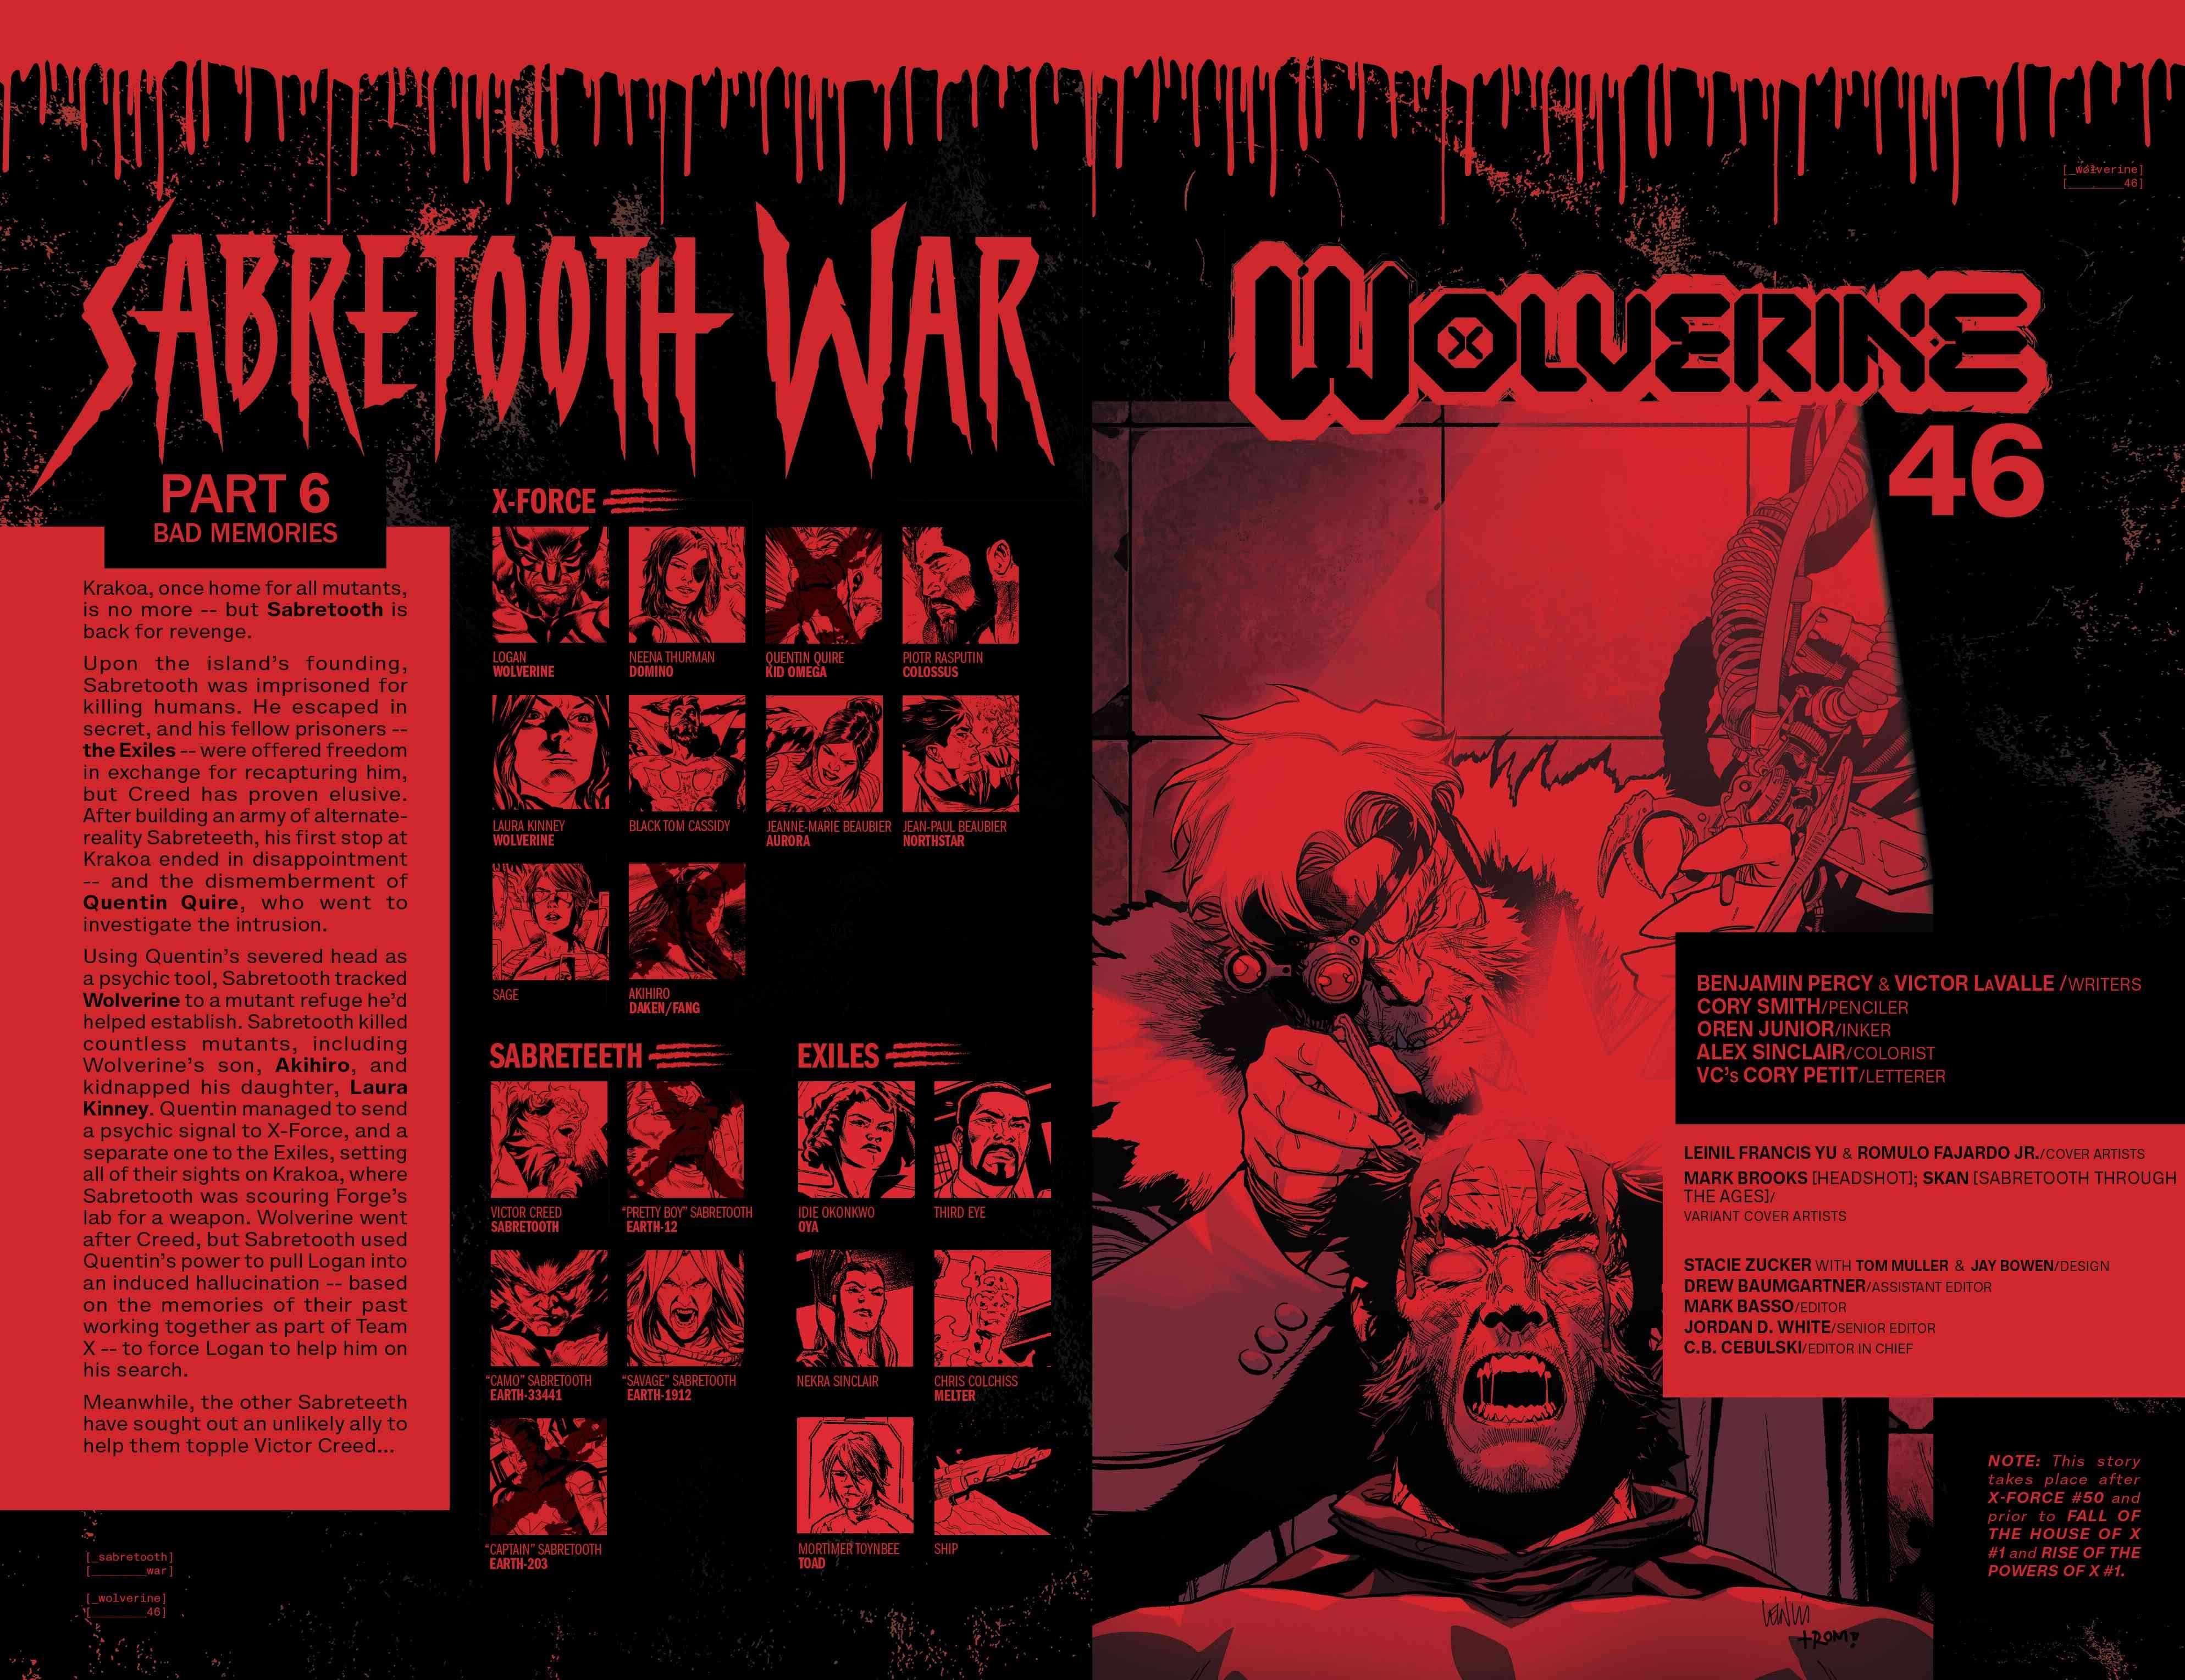 SABRETOOTH WAR
PART 6
BAD MEMORIES
Krakoa, once home for all mutants,
is no more -- but Sabretooth is
back for revenge.
Upon the island's founding,
Sabretooth was imprisoned for
killing humans. He escaped in
secret, and his fellow prisoners --
the Exiles -- were offered freedom
in exchange for recapturing him,
but Creed has proven elusive.
After building an army of alternate-
reality Sabreteeth, his first stop at
Krakoa ended in disappointment
-- and the dismemberment of
Quentin Quire, who went to
investigate the intrusion.
Using Quentin's severed head as
a psychic tool, Sabretooth tracked
Wolverine to a mutant refuge he'd
helped establish. Sabretooth killed
countless mutants, including
Wolverine's son, Akihiro, and
kidnapped his daughter, Laura
Kinney. Quentin managed to send
a psychic signal to X-Force, and a
separate one to the Exiles, setting
all of their sights on Krakoa, where
Sabretooth was scouring Forge's
lab for a weapon. Wolverine went
after Creed, but Sabretooth used
Quentin's power to pull Logan into
an induced hallucination -- based
on the memories of their past
working together as part of Team
X -- to force Logan to help him on
his search.
Meanwhile, the other Sabreteeth
have sought out an unlikely ally to
help them topple Victor Creed...
[_sabretooth]
[________war]
[_wolverine]
[________46]
X-FORCE
LOGAN
WOLVERINE
NEENA THURMAN
DOMINO
QUENTIN QUIRE
KID OMEGA
PIOTR RASPUTIN
COLOSSUS
LAURA KINNEY
WOLVERINE
BLACK TOM CASSIDY
JEANNE-MARIE BEAUBIER
AURORA
JEAN-PAUL BEAUBIER
NORTHSTAR
SAGE
AKIHIRO
DAKEN/FANG
SABRETEETH
VICTOR CREED
SABRETOOTH
"PRETTY BOY" SABRETOOTH
EARTH-12
"CAMO" SABRETOOTH
EARTH-33441
"SAVAGE" SABRETOOTH
EARTH-1912
"CAPTAIN" SABRETOOTH
EARTH-203
EXILES
IDIE OKONKWO
OYA
THIRD EYE
NEKRA SINCLAIR
CHRIS COLCHISS
MELTER
MORTIMER TOYNBEE
TOAD
SHIP
[_wolverine]
[________46]
WOLVERINE
46
BENJAMIN PERCY & VICTOR LaVALLE /WRITERS
CORY SMITH/PENCILER
OREN JUNIOR/INKER
ALEX SINCLAIR/COLORIST
VC's CORY PETIT/LETTERER
LEINIL FRANCIS YU & ROMULO FAJARDO JR./COVER ARTISTS
MARK BROOKS [HEADSHOT]; SKAN [SABRETOOTH THROUGH
THE AGES]/
VARIANT COVER ARTISTS
STACIE ZUCKER WITH TOM MULLER & JAY BOWEN/DESIGN
DREW BAUMGARTNER/ASSISTANT EDITOR
MARK BASSO/EDITOR
JORDAN D. WHITE/SENIOR EDITOR
C.B. CEBULSKI/EDITOR IN CHIEF
NOTE: This story
takes place after
X-FORCE #50 and
prior to FALL OF
THE HOUSE OF X
#1 and RISE OF THE
POWERS OF X #1.